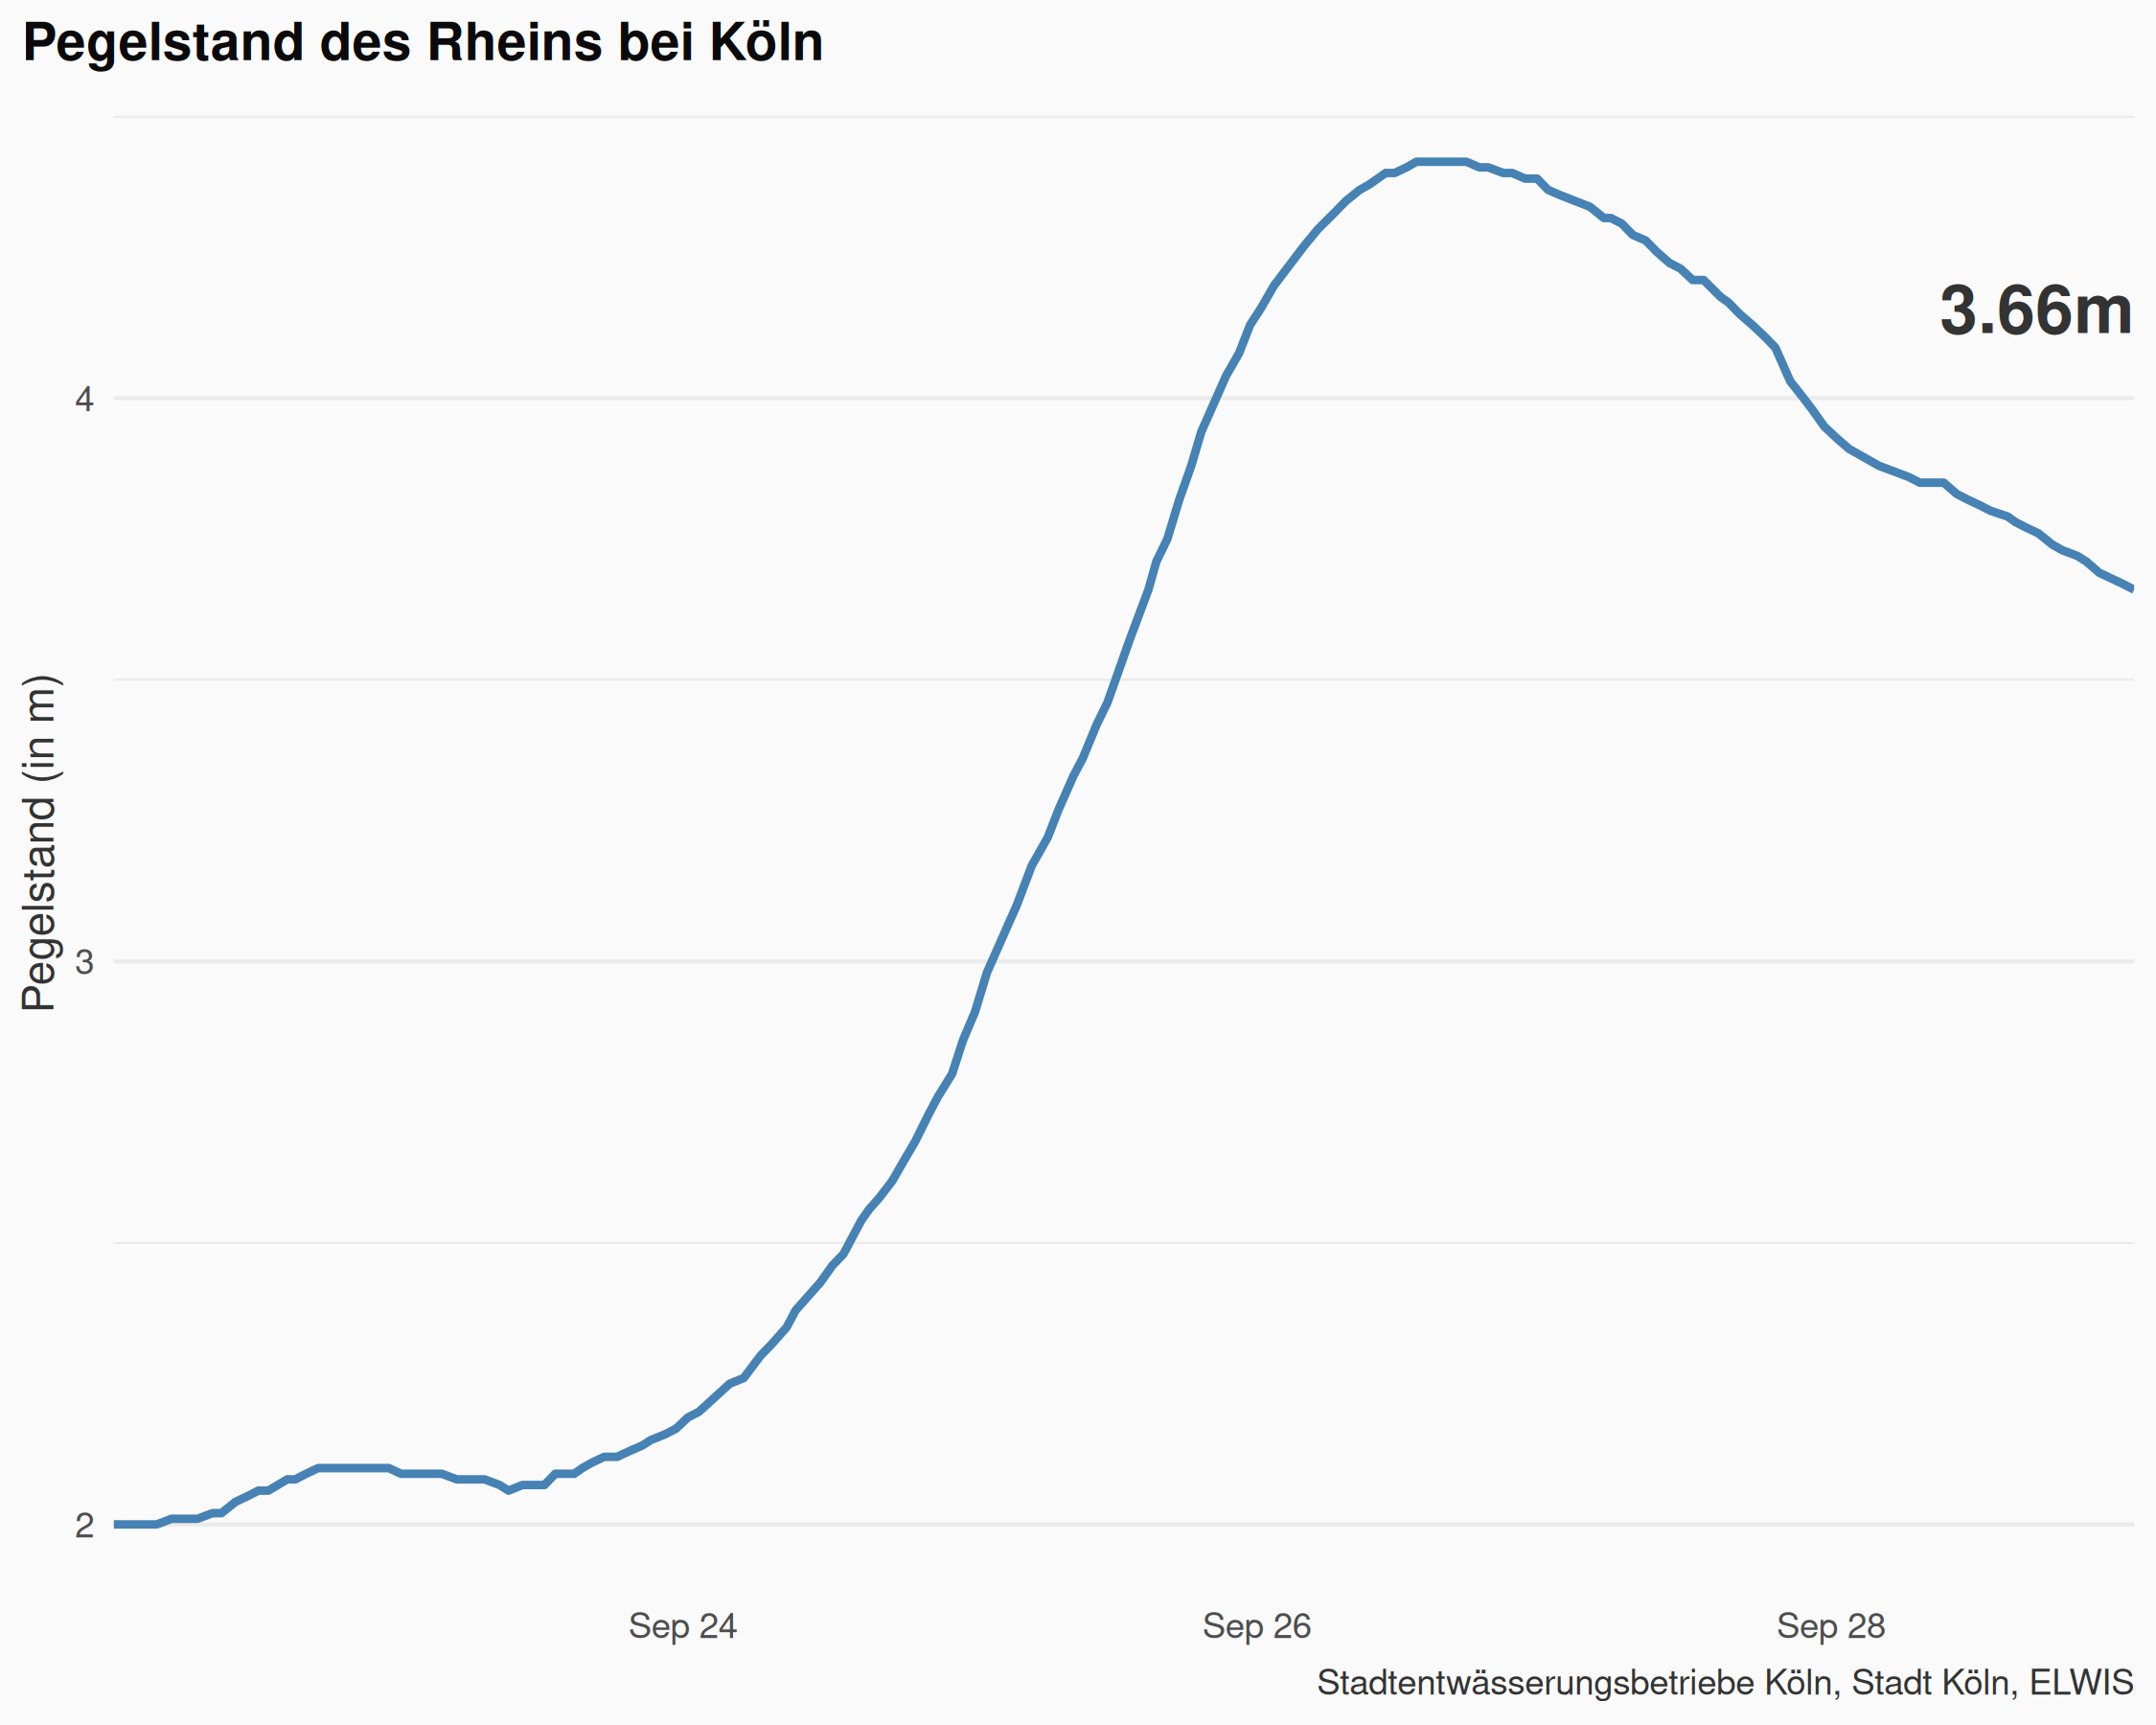 Pegelstand des Rheins bei Köln
3.66m
4
Pegelstand (in m)
3
2
Sep 24
Sep 26
Sep 28
Stadtentwässerungsbetriebe Köln, Stadt Köln, ELWIS